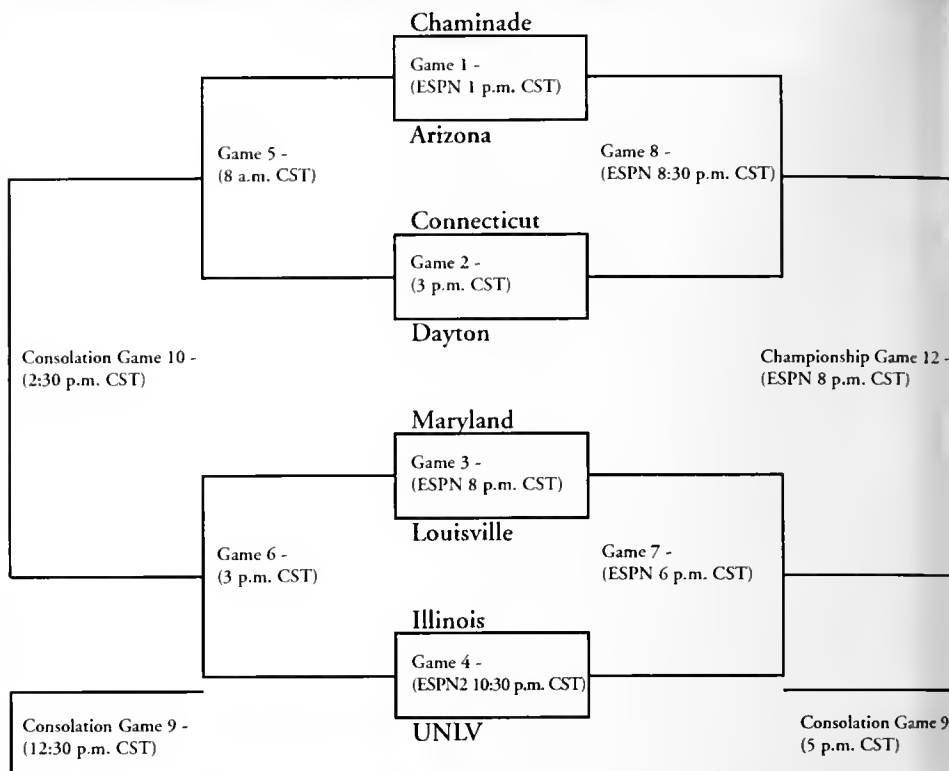 Chaminade
Game 1 -
(ESPN 1 p.m. CST)
Arizona
Game 5 -
(8 a.m. CST)
Game 8 -
(ESPN 8:30 p.m. CST)
Connecticut
Game 2 -
(3 p.m. CST)
Dayton
Consolation Game 10 -
(2:30 p.m. CST)
Championship Game 12 -
(ESPN 8 p.m. CST)
Maryland
Game 3 -
(ESPN 8 p.m. CST)
Louisville
Game 6 -
(3 p.m. CST)
Game 7 -
(ESPN 6 p.m. CST)
Illinois
Game 4 -
(ESPN2 10:30 p.m. CST)
UNLV
Consolation Game 9 -
(12:30 p.m. CST)
Consolation Game 9
(5 p.m. CST)